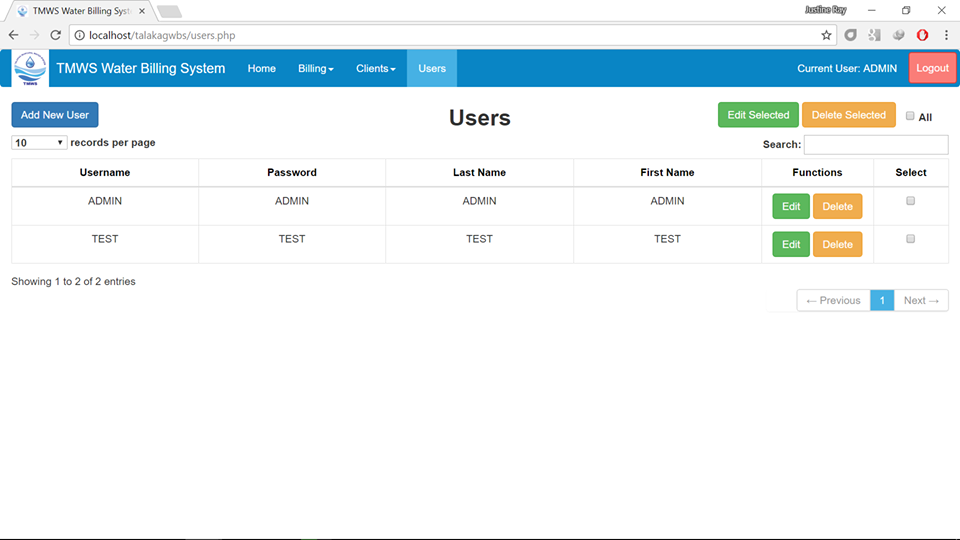 TMWS Water Billing Syst
Justine Ray
localhost/talakagwbs/users.php
TMWS
TMWS Water Billing System Home Billing Clients Users Current User: ADMIN Logout
Add New User Users Edit Selected Delete Selected All
10 records per page Search:
Username Password Last Name First Name Functions Select
ADMIN ADMIN ADMIN ADMIN Edit Delete
TEST TEST TEST TEST Edit Delete
Showing 1 to 2 of 2 entries
← Previous 1 Next →